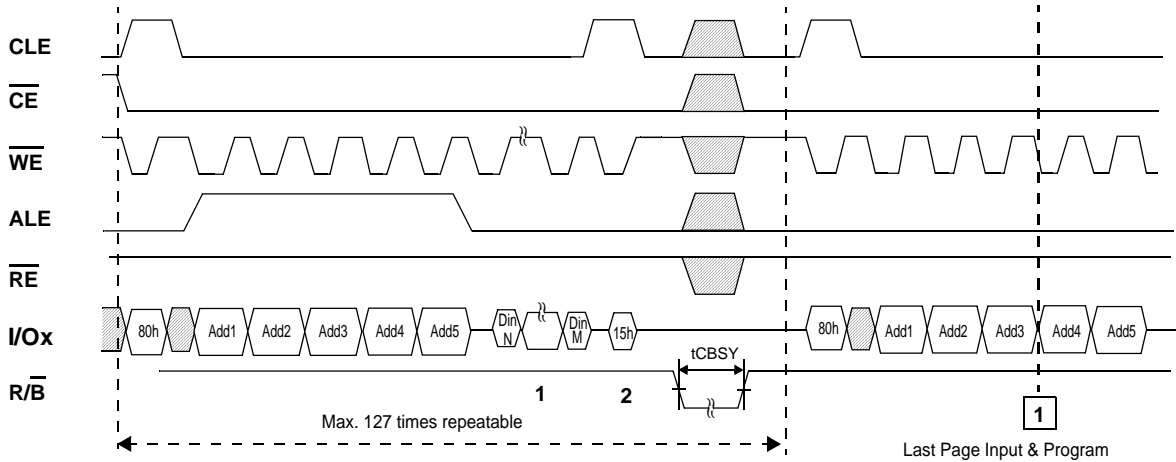 CLE
CE
WE
ALE
RE
I/Ox 80h Add1 Add2 Add3 Add4 Add5 Din N Din M 15h 80h Add1 Add2 Add3 Add4 Add5
tCBSY
R/B
1 2
Max. 127 times repeatable
1
Last Page Input & Program